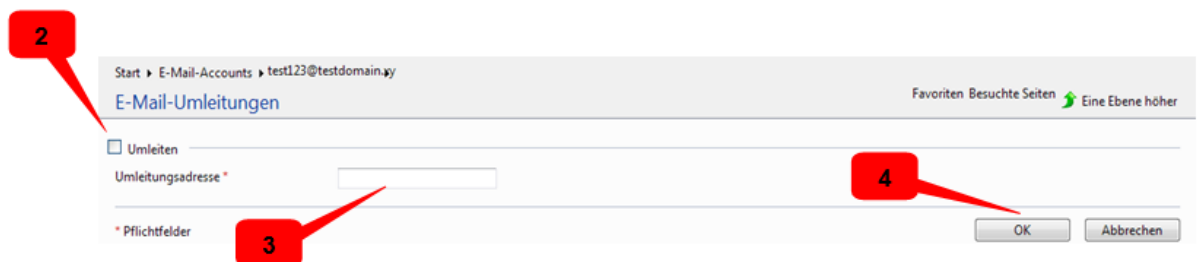 2
Start ▸ E-Mail-Accounts ▸ test123@testdomain.xy
E-Mail-Umleitungen
Favoriten Besuchte Seiten Eine Ebene höher
Umleiten
Umleitungsadresse *
4
* Pflichtfelder
3
OK Abbrechen